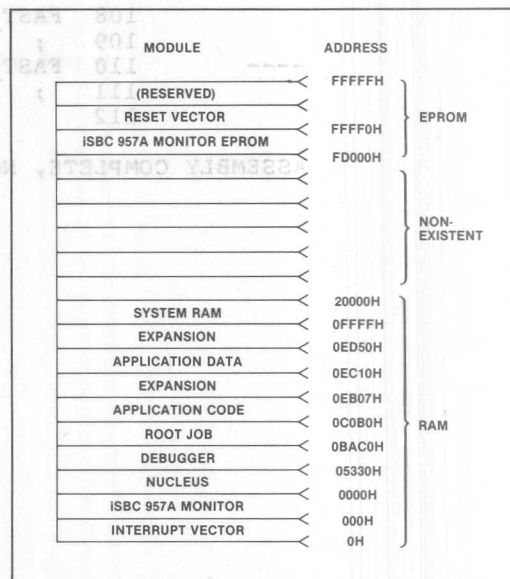 MODULE ADDRESS
FFFFFH
(RESERVED)
RESET VECTOR
FFFF0H
EPROM
iSBC 957A MONITOR EPROM
FD000H
NON-
EXISTENT
20000H
SYSTEM RAM
0FFFFH
EXPANSION
0ED50H
APPLICATION DATA
0EC10H
EXPANSION
0EB07H
APPLICATION CODE
0C0B0H
RAM
ROOT JOB
0BAC0H
DEBUGGER
05330H
NUCLEUS
0000H
iSBC 957A MONITOR
000H
INTERRUPT VECTOR
0H